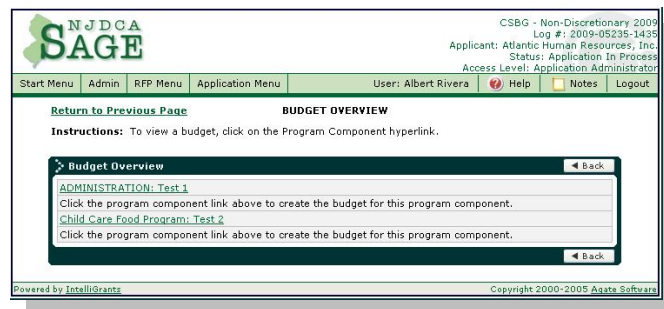 NJDCA
SAGE
CSBG - Non-Discretionary 2009
Log #: 2009-05235-1435
Applicant: Atlantic Human Resources, Inc.
Status: Application In Process
Access Level: Application Administrator
Start Menu Admin RFP Menu Application Menu User: Albert Rivera Help Notes Logout
Return to Previous Page BUDGET OVERVIEW
Instructions: To view a budget, click on the Program Component hyperlink.
Budget Overview Back
ADMINISTRATION: Test 1
Click the program component link above to create the budget for this program component.
Child Care Food Program: Test 2
Click the program component link above to create the budget for this program component.
Back
Powered by IntelliGrants Copyright 2000-2005 Agate Software